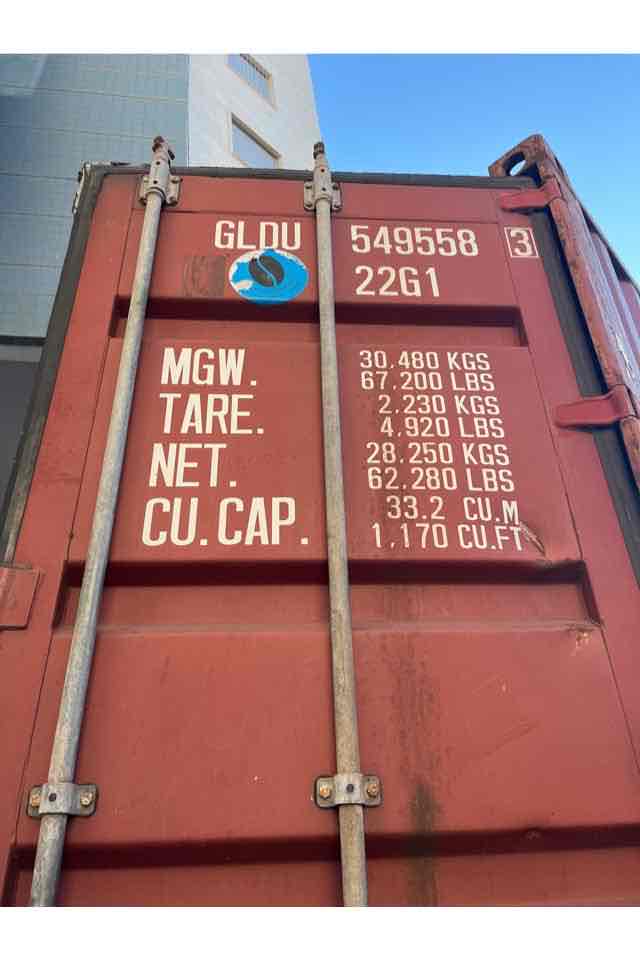 GLDU 549558 3
22G1
MGW. 30,480 KGS
67,200 LBS
TARE. 2,230 KGS
4,920 LBS
NET. 28,250 KGS
62,280 LBS
CU.CAP. 33.2 CU.M
1,170 CU.FT